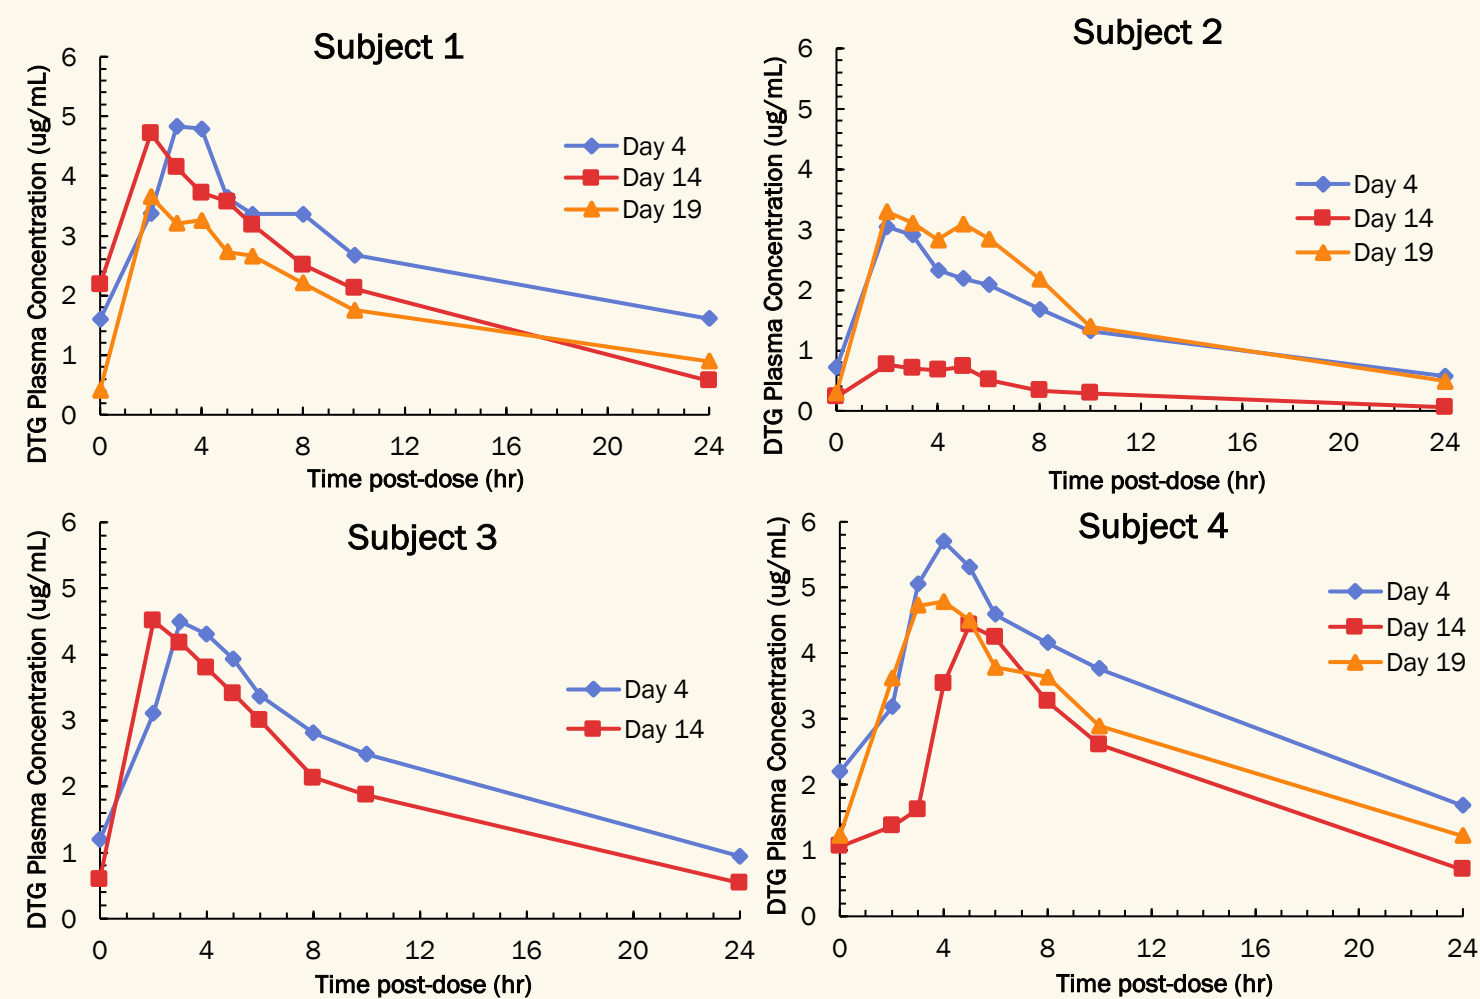 Subject 1
DTG Plasma Concentration (ug/mL)
6
5
4
3
2
1
0
Day 4
Day 14
Day 19
0 4 8 12 16 20 24
Time post-dose (hr)
Subject 2
DTG Plasma Concentration (ug/mL)
6
5
4
3
2
1
0
Day 4
Day 14
Day 19
0 4 8 12 16 20 24
Time post-dose (hr)
Subject 3
DTG Plasma Concentration (ug/mL)
6
5
4
3
2
1
0
Day 4
Day 14
0 4 8 12 16 20 24
Time post-dose (hr)
Subject 4
DTG Plasma Concentration (ug/mL)
6
5
4
3
2
1
0
Day 4
Day 14
Day 19
0 4 8 12 16 20 24
Time post-dose (hr)